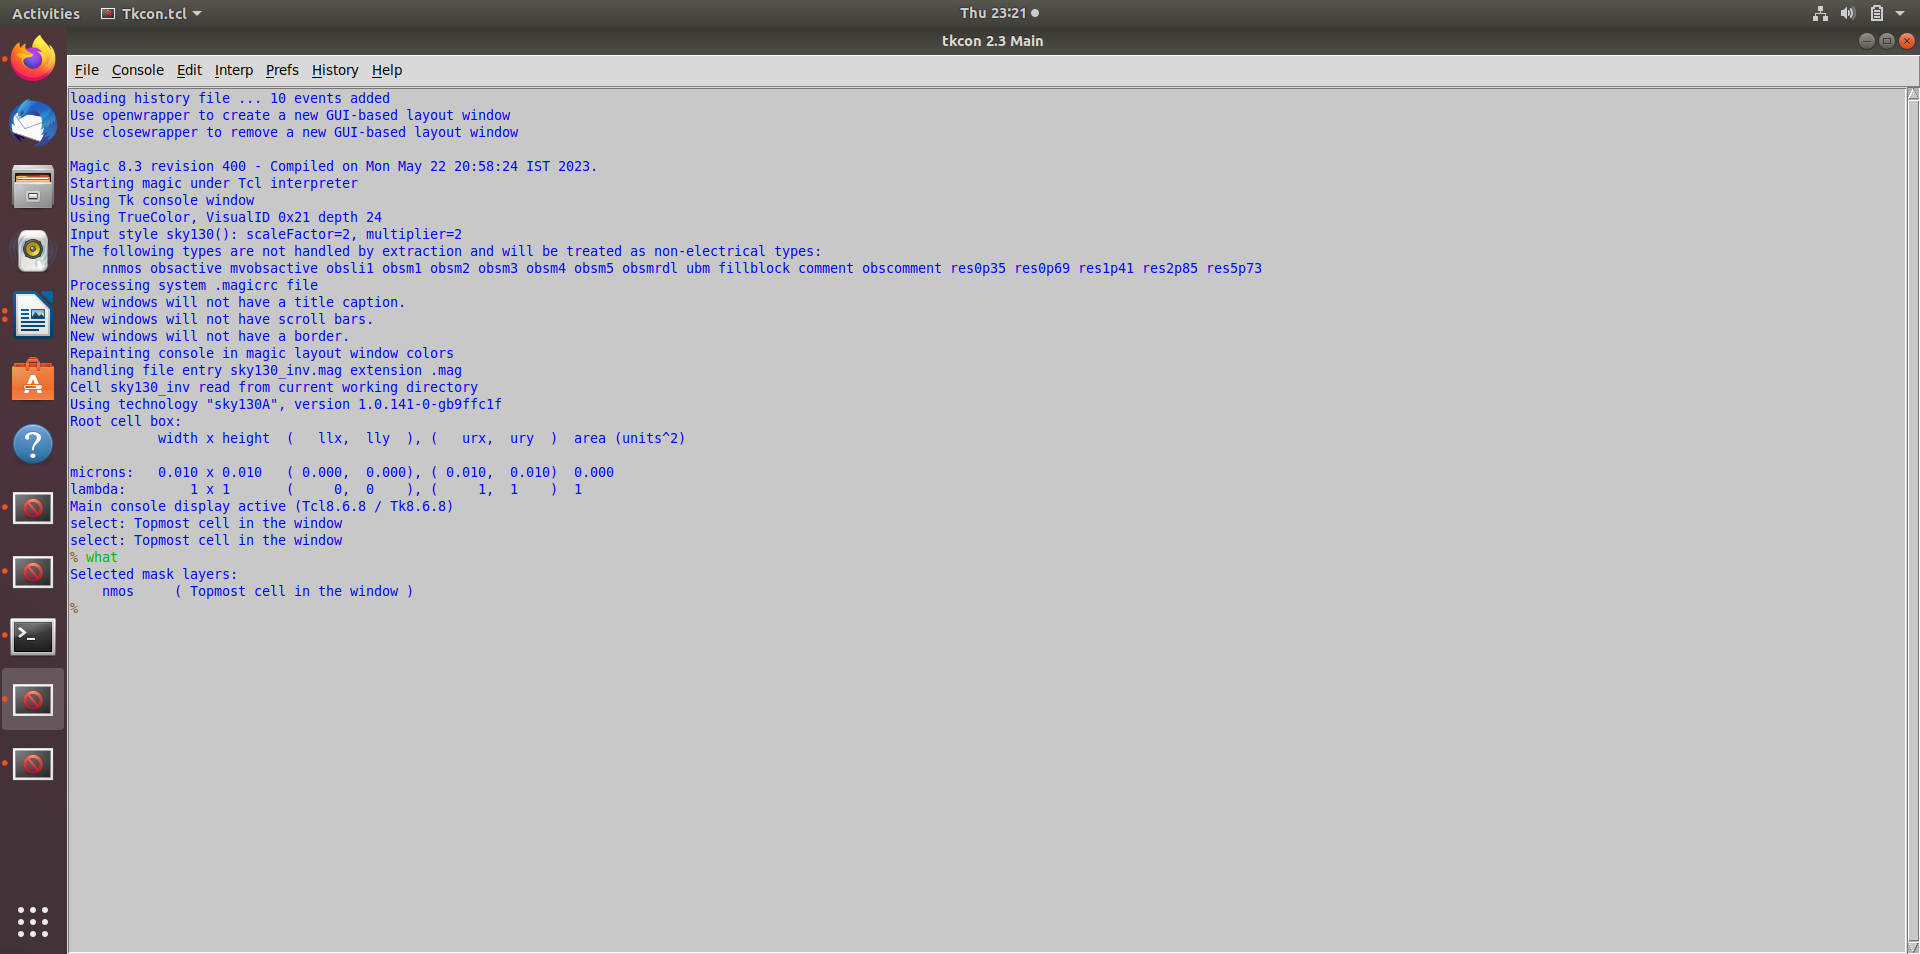 Activities Tkcon.tcl Thu 23:21
tkcon 2.3 Main
File Console Edit Interp Prefs History Help
loading history file ... 10 events added
Use openwrapper to create a new GUI-based layout window
Use closewrapper to remove a new GUI-based layout window
Magic 8.3 revision 400 - Compiled on Mon May 22 20:58:24 IST 2023.
Starting magic under Tcl interpreter
Using Tk console window
Using TrueColor, VisualID 0x21 depth 24
Input style sky130(): scaleFactor=2, multiplier=2
The following types are not handled by extraction and will be treated as non-electrical types:
nnmos obsactive mvobsactive obsli1 obsm1 obsm2 obsm3 obsm4 obsm5 obsmrdl ubm fillblock comment obscomment res0p35 res0p69 res1p41 res2p85 res5p73
Processing system .magicrc file
New windows will not have a title caption.
New windows will not have scroll bars.
New windows will not have a border.
Repainting console in magic layout window colors
handling file entry sky130_inv.mag extension .mag
Cell sky130_inv read from current working directory
Using technology "sky130A", version 1.0.141-0-gb9ffc1f
Root cell box:
width x height ( llx, lly ), ( urx, ury ) area (units^2)
microns: 0.010 x 0.010 ( 0.000, 0.000), ( 0.010, 0.010) 0.000
lambda: 1 x 1 ( 0, 0 ), ( 1, 1 ) 1
Main console display active (Tcl8.6.8 / Tk8.6.8)
select: Topmost cell in the window
select: Topmost cell in the window
% what
Selected mask layers:
nmos ( Topmost cell in the window )
%